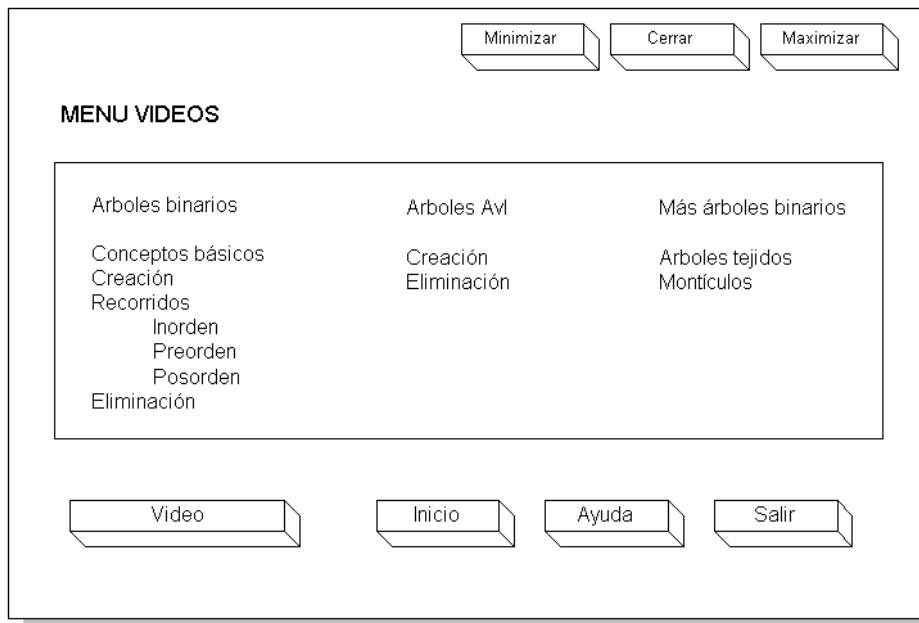 Minimizar Cerrar Maximizar
MENU VIDEOS
Arboles binarios
Conceptos básicos
Creación
Recorridos
Inorden
Preorden
Posorden
Eliminación
Arboles Avl
Creación
Eliminación
Más árboles binarios
Arboles tejidos
Montículos
Video Inicio Ayuda Salir